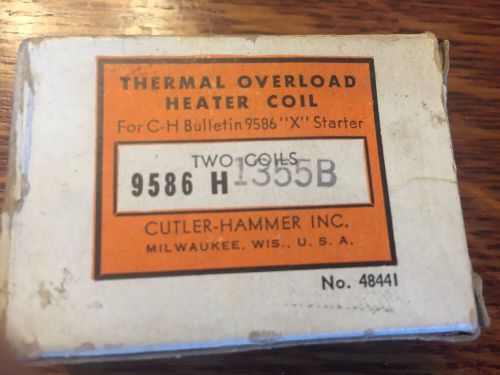 THERMAL OVERLOAD
HEATER COIL
For C-H Bulletin 9586 "X" Starter
TWO COILS
9586 H 1355B
CUTLER-HAMMER INC.
MILWAUKEE, WIS., U. S. A.
No. 48441